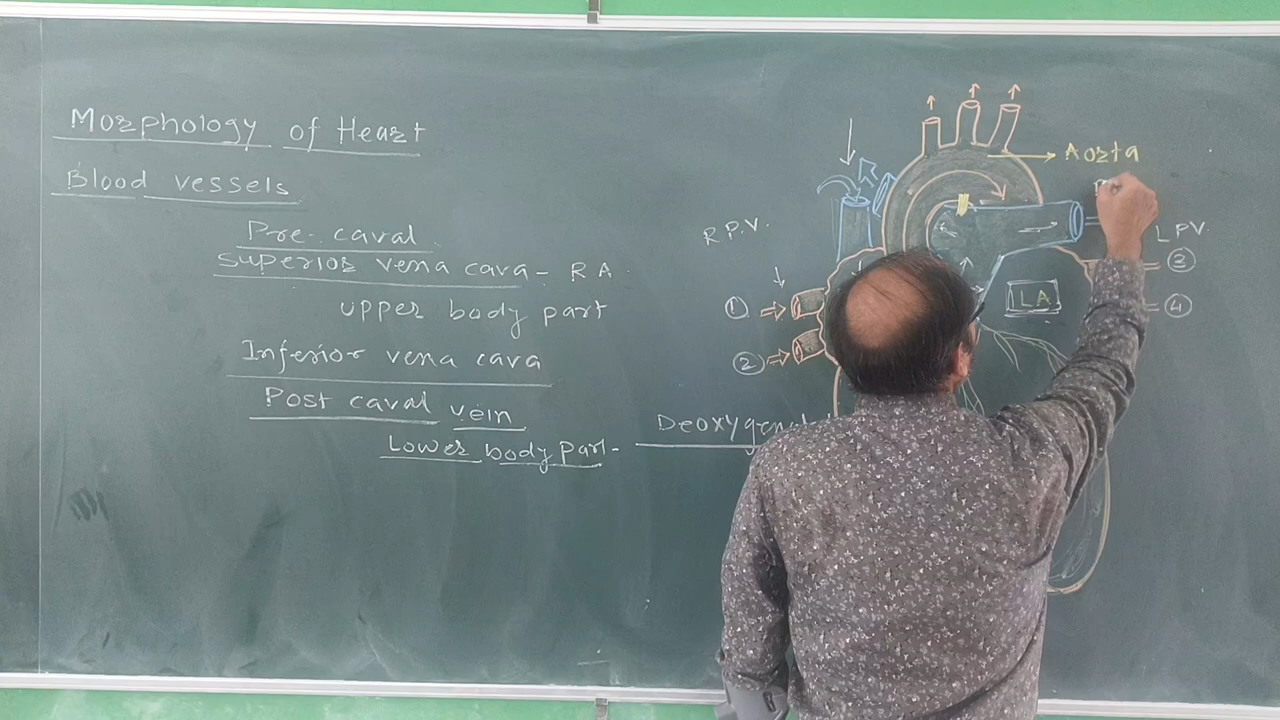 Morphology of Heart
Blood vessels
Pre-caval
Superior vena cava - RA
upper body part
Inferior vena cava
Post caval vein
Lower body part -
Aorta
R.P.V.
L.P.V.
1
2
3
4
LA